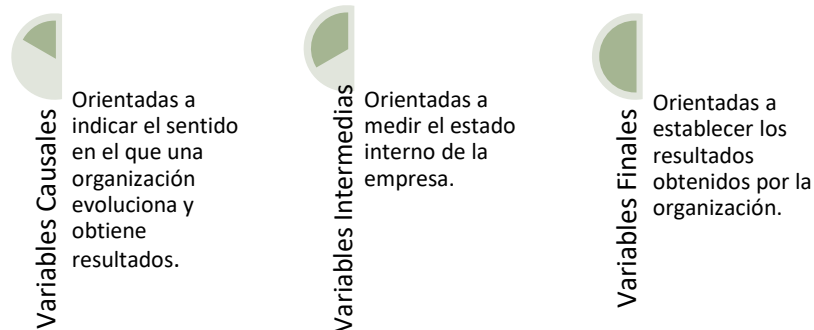 Variables Causales
Orientadas a
indicar el sentido
en el que una
organización
evoluciona y
obtiene
resultados.
Variables Intermedias
Orientadas a
medir el estado
interno de la
empresa.
Variables Finales
Orientadas a
establecer los
resultados
obtenidos por la
organización.